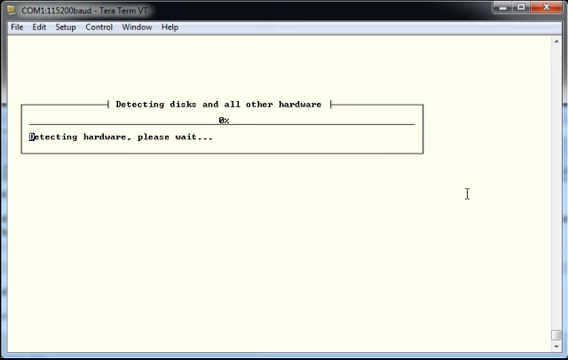 COM1:115200baud - Tera Term VT
File Edit Setup Control Window Help
Detecting disks and all other hardware
0%
Detecting hardware, please wait...